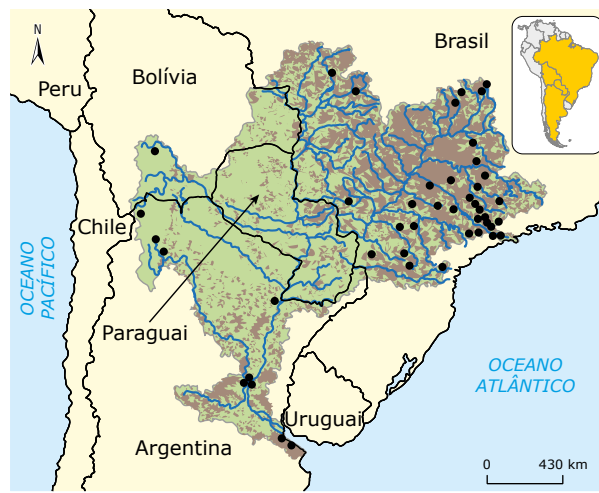 N
Brasil
Bolívia
Peru
Chile
OCEANO
PACÍFICO
Paraguai
OCEANO
ATLÂNTICO
Uruguai
Argentina
0 430 km